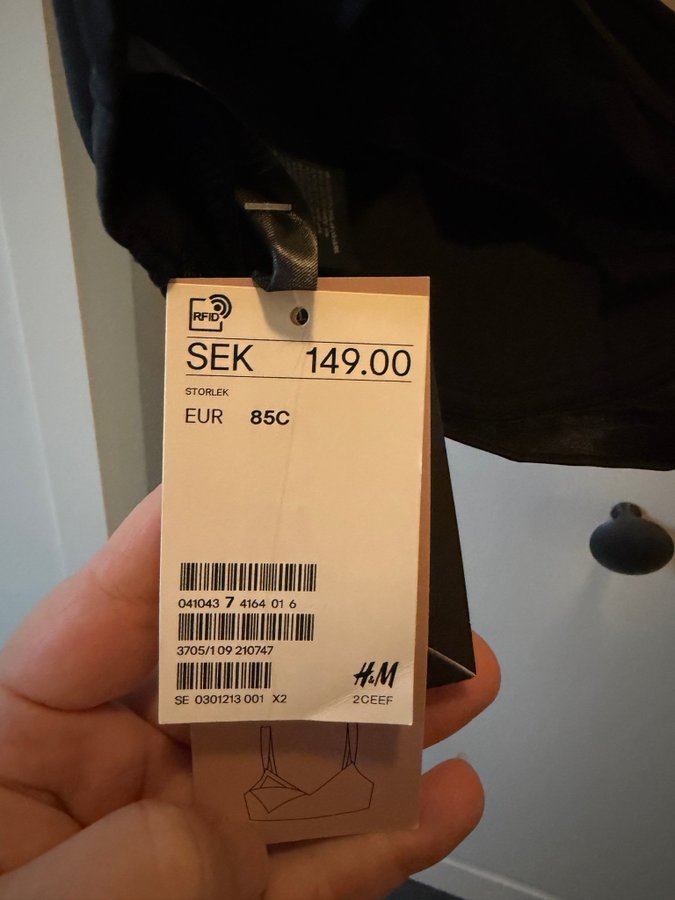 RFID
SEK 149.00
STORLEK
EUR 85C
041043 7 4164 01 6
3705/1 09 210747
H&M
SE 0301213 001 X2 2CEEF